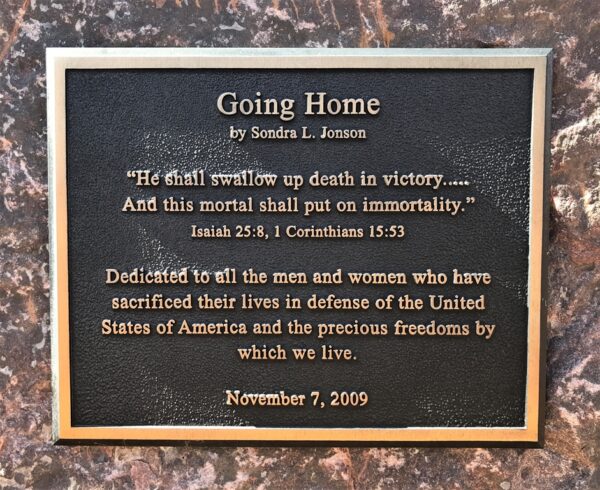 Going Home
by Sondra L. Jonson
“He shall swallow up death in victory.....
And this mortal shall put on immortality.”
Isaiah 25:8, 1 Corinthians 15:53
Dedicated to all the men and women who have
sacrificed their lives in defense of the United
States of America and the precious freedoms by
which we live.
November 7, 2009